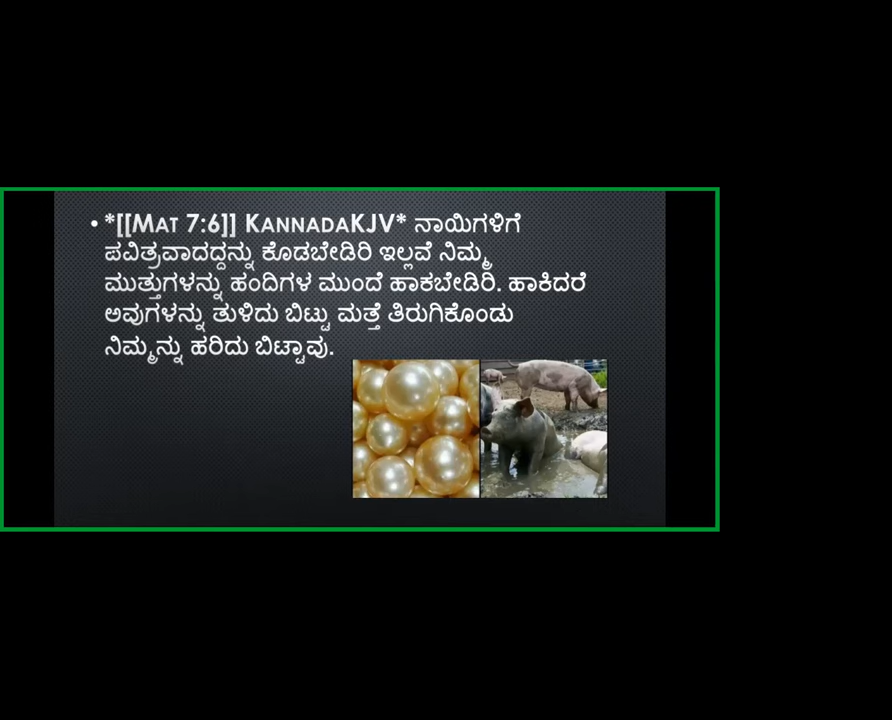 • *[[MAT 7:6]] KANNADAKJV* ನಾಯಿಗಳಿಗೆ
ಪವಿತ್ರವಾದದ್ದನ್ನು ಕೊಡಬೇಡಿರಿ ಇಲ್ಲವೆ ನಿಮ್ಮ
ಮುತ್ತುಗಳನ್ನು ಹಂದಿಗಳ ಮುಂದೆ ಹಾಕಬೇಡಿರಿ. ಹಾಕಿದರೆ
ಅವುಗಳನ್ನು ತುಳಿದು ಬಿಟ್ಟು ಮತ್ತೆ ತಿರುಗಿಕೊಂಡು
ನಿಮ್ಮನ್ನು ಹರಿದು ಬಿಟ್ಟಾವು.